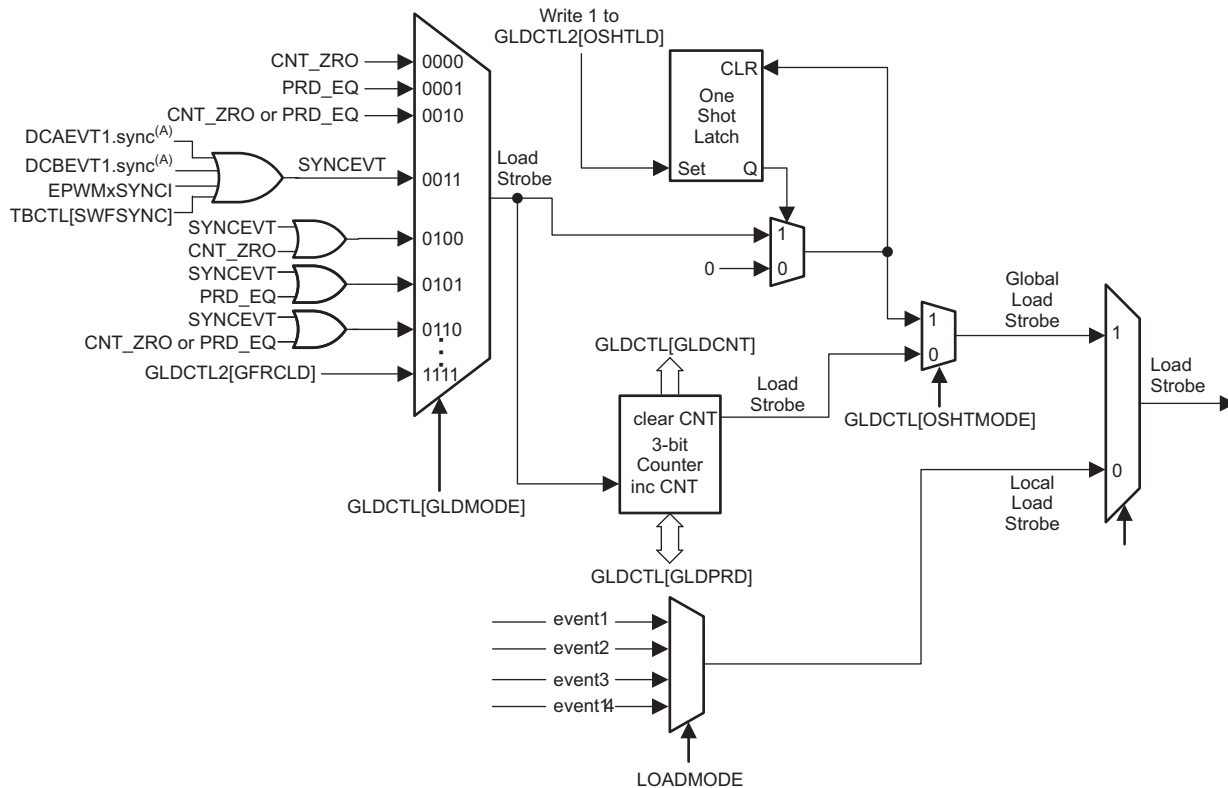 Write 1 to
GLDCTL2[OSHTLD]
CNT_ZRO
0000
PRD_EQ
0001
CNT_ZRO or PRD_EQ
0010
DCAEVT1.sync(A)
DCBEVT1.sync(A)
EPWMxSYNCI
TBCTL[SWFSYNC]
SYNCEVT
0011
SYNCEVT
CNT_ZRO
0100
SYNCEVT
PRD_EQ
0101
SYNCEVT
CNT_ZRO or PRD_EQ
0110
GLDCTL2[GFRCLD]
1111
GLDCTL[GLDMODE]
Load
Strobe
CLR
One
Shot
Latch
Set
Q
1
0
0
GLDCTL[GLDCNT]
clear CNT
3-bit
Counter
inc CNT
GLDCTL[GLDPRD]
Load
Strobe
1
0
GLDCTL[OSHTMODE]
Global
Load
Strobe
1
0
Local
Load
Strobe
Load
Strobe
event1
event2
event3
event14
LOADMODE